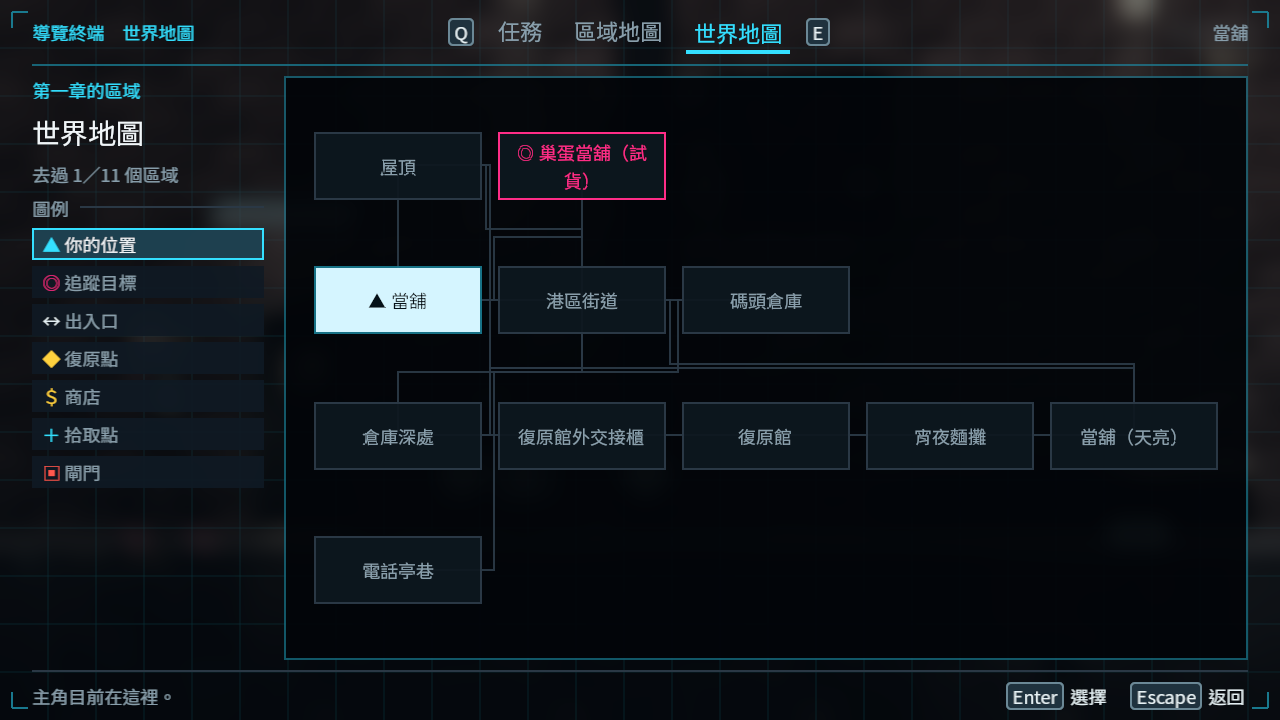 導覽終端 世界地圖
Q 任務 區域地圖 世界地圖 E
當舖
第一章的區域
世界地圖
去過 1／11 個區域
圖例
▲ 你的位置
◎ 追蹤目標
↔ 出入口
◆ 復原點
$ 商店
＋ 拾取點
▣ 閘門
屋頂
◎ 巢蛋當舖（試
貨）
▲ 當舖
港區街道
碼頭倉庫
倉庫深處
復原館外交接櫃
復原館
宵夜麵攤
當舖（天亮）
電話亭巷
主角目前在這裡。
Enter 選擇 Escape 返回